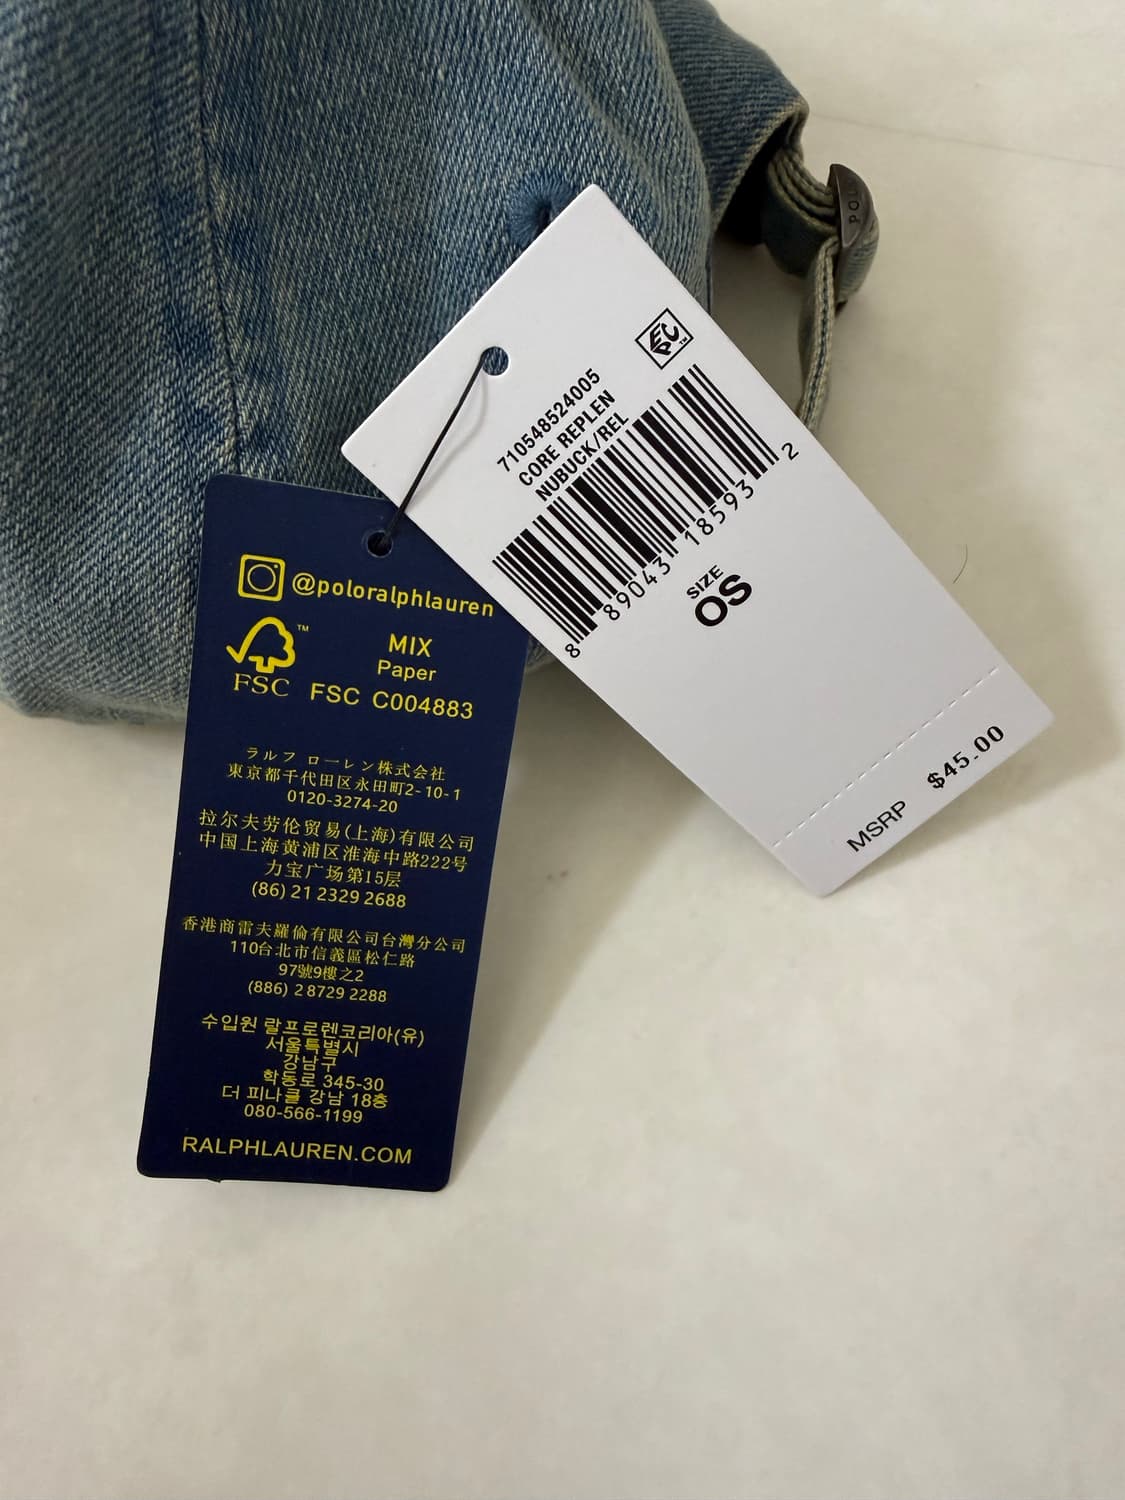 POL
EPC™
710548524005
CORE REPLEN
NUBUCK/REL
8 89043 18593 2
SIZE
OS
MSRP $45.00
@poloralphlauren
™
FSC
MIX
Paper
FSC C004883
ラルフ ローレン株式会社
東京都千代田区永田町2-10-1
0120-3274-20
拉尔夫劳伦贸易(上海)有限公司
中国上海黄浦区淮海中路222号
力宝广场第15层
(86) 21 2329 2688
香港商雷夫羅倫有限公司台灣分公司
110台北市信義區松仁路
97號9樓之2
(886) 2 8729 2288
수입원 랄프로렌코리아(유)
서울특별시
강남구
학동로 345-30
더 피나클 강남 18층
080-566-1199
RALPHLAUREN.COM